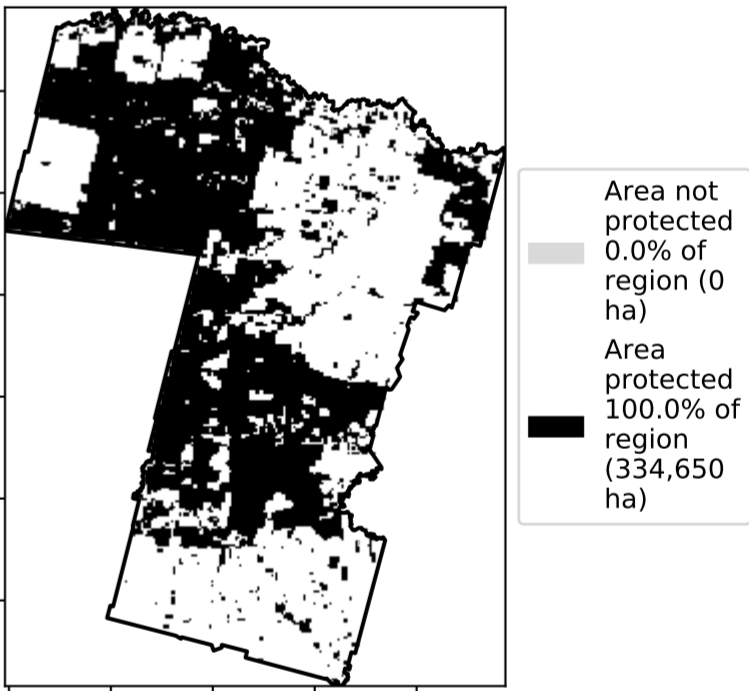 Area not
protected
0.0% of
region (0
ha)
Area
protected
100.0% of
region
(334,650
ha)